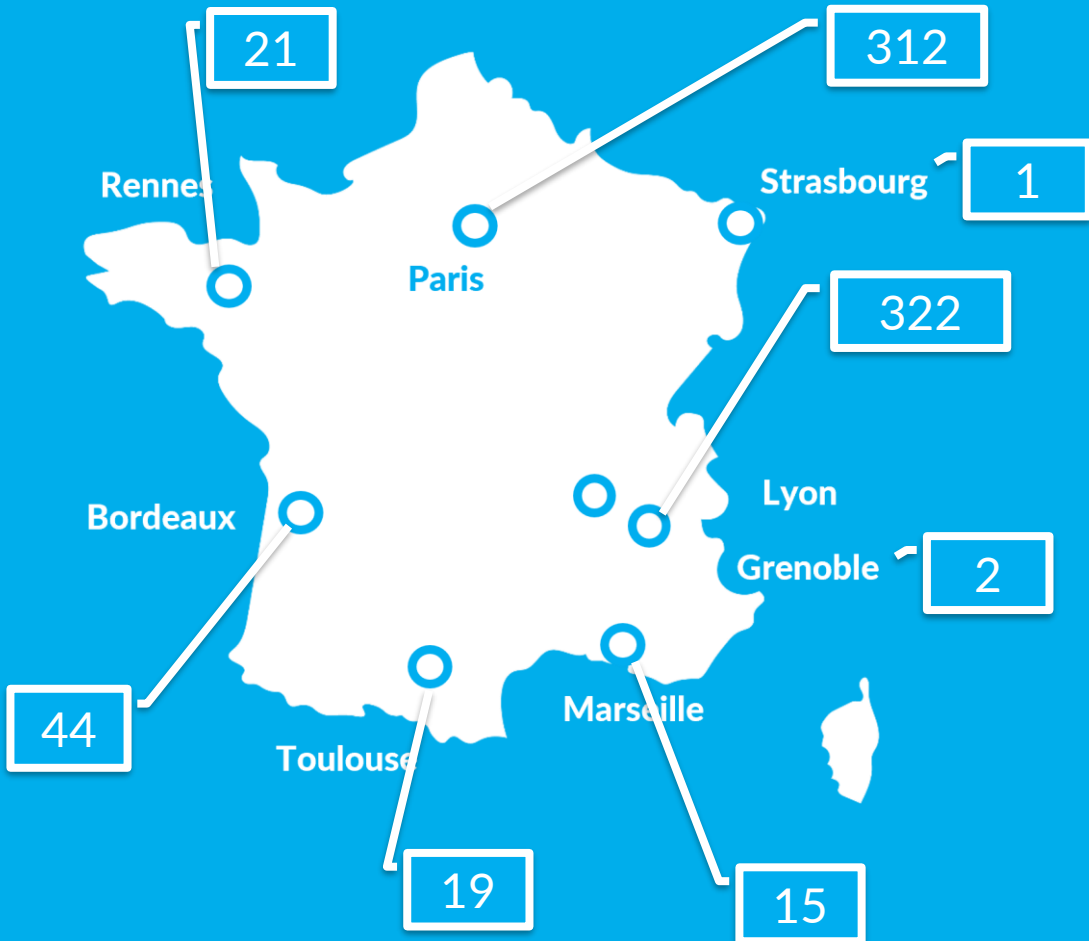 21
312
Rennes
Strasbourg
1
Paris
322
Lyon
Bordeaux
Grenoble
2
Marseille
44
Toulouse
19
15